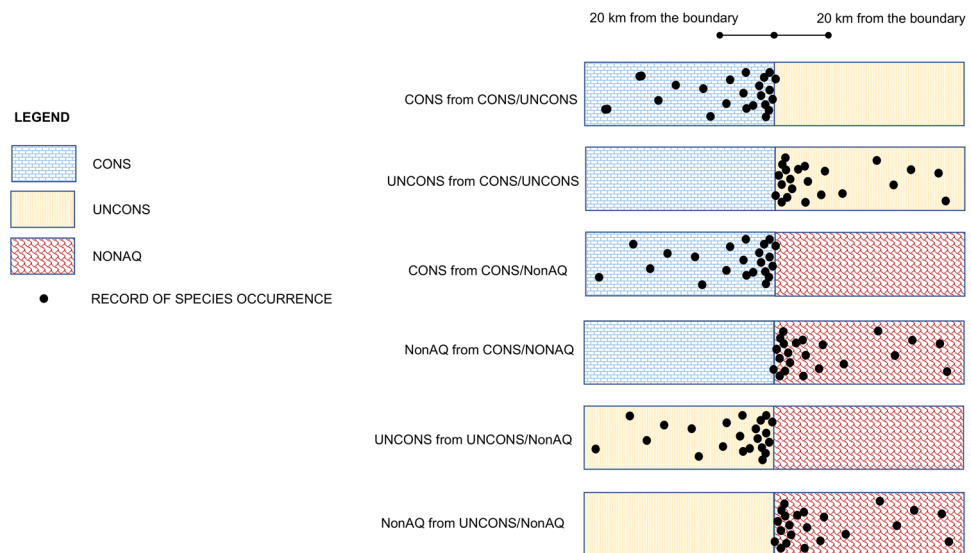 20 km from the boundary
20 km from the boundary
CONS from CONS/UNCONS
LEGEND
CONS
UNCONS from CONS/UNCONS
UNCONS
NONAQ
CONS from CONS/NonAQ
RECORD OF SPECIES OCCURRENCE
NonAQ from CONS/NONAQ
UNCONS from UNCONS/NonAQ
NonAQ from UNCONS/NonAQ